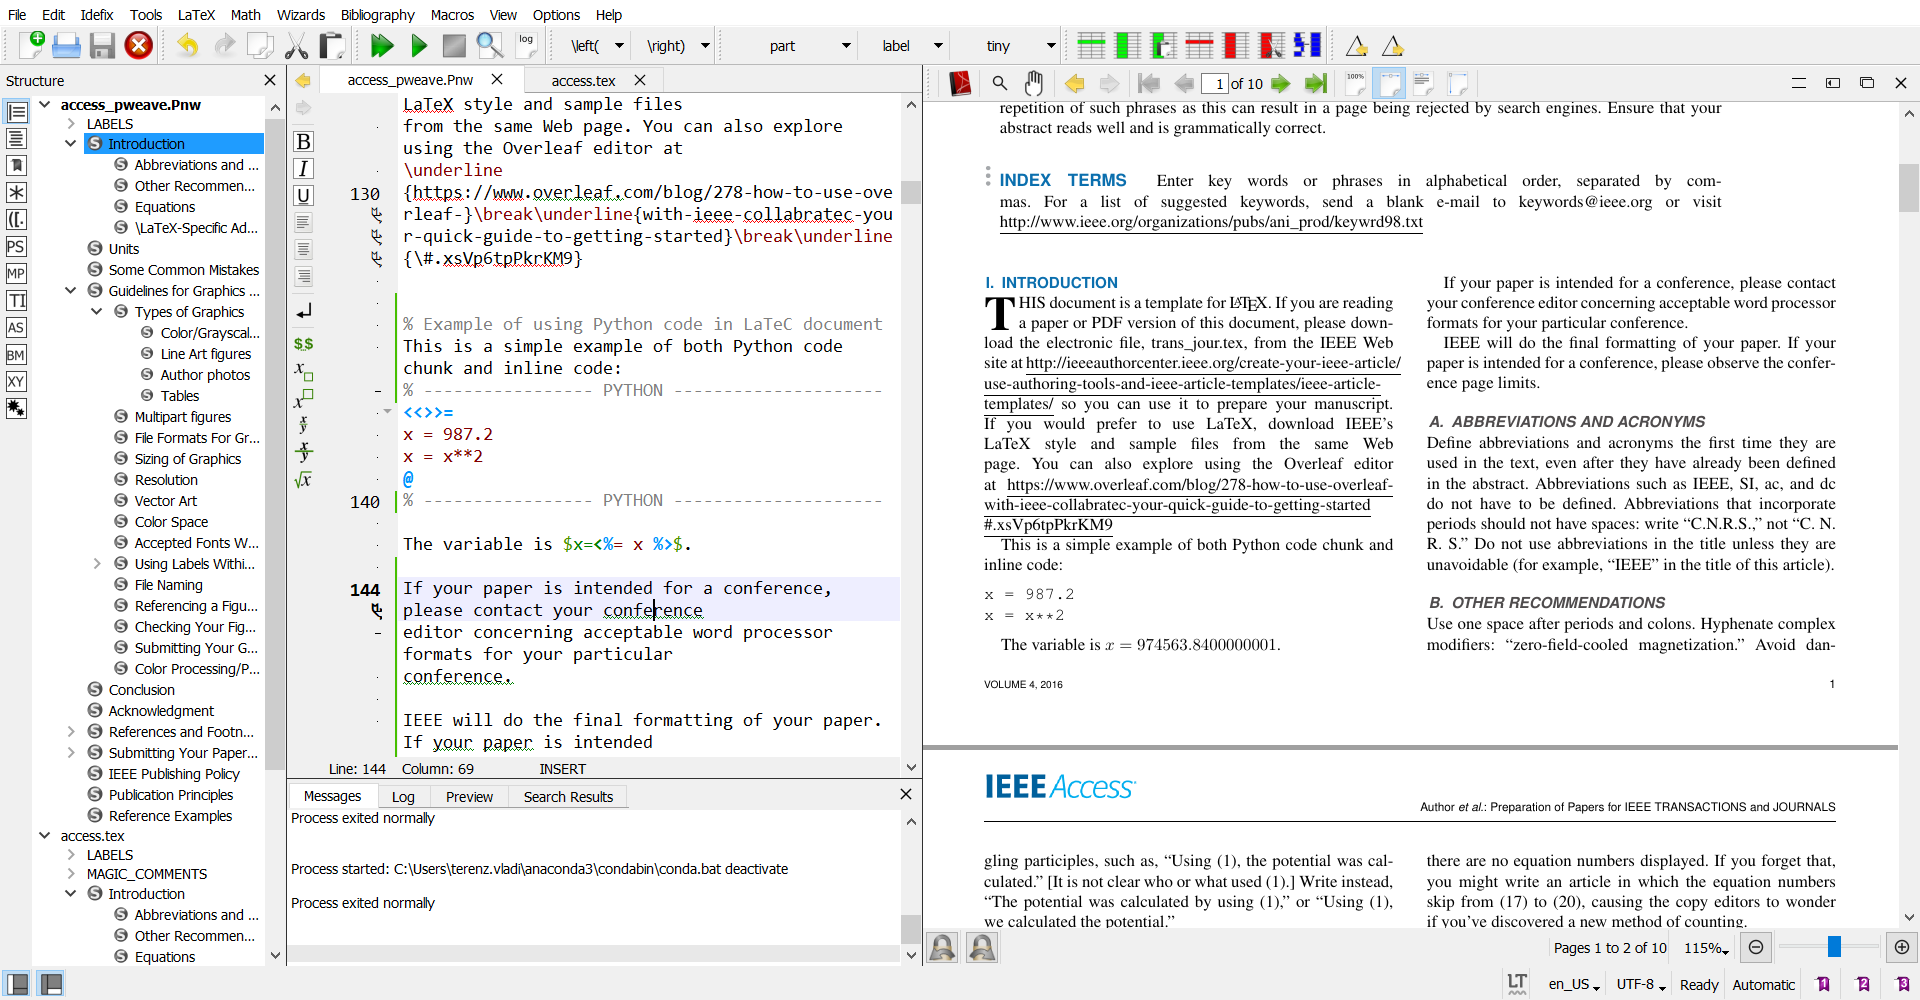 File Edit Idefix Tools LaTeX Math Wizards Bibliography Macros View Options Help
log \left( \right) part label tiny
Structure
access_pweave.Pnw
LABELS
Introduction
Abbreviations and ...
Other Recommen...
Equations
\LaTeX-Specific Ad...
Units
Some Common Mistakes
Guidelines for Graphics ...
Types of Graphics
Color/Grayscal...
Line Art figures
Author photos
Tables
Multipart figures
File Formats For Gr...
Sizing of Graphics
Resolution
Vector Art
Color Space
Accepted Fonts W...
Using Labels Withi...
File Naming
Referencing a Figu...
Checking Your Fig...
Submitting Your G...
Color Processing/P...
Conclusion
Acknowledgment
References and Footn...
Submitting Your Paper...
IEEE Publishing Policy
Publication Principles
Reference Examples
access.tex
LABELS
MAGIC_COMMENTS
Introduction
Abbreviations and ...
Other Recommen...
Equations
PS
MP
TI
AS
BM
XY
access_pweave.Pnw access.tex
B
I
U
$$
LaTeX style and sample files
from the same Web page. You can also explore
using the Overleaf editor at
\underline
130 {https://www.overleaf.com/blog/278-how-to-use-ove
rleaf-}\break\underline{with-ieee-collabratec-you
r-quick-guide-to-getting-started}\break\underline
{\#.xsVp6tpPkrKM9}
% Example of using Python code in LaTeC document
This is a simple example of both Python code
chunk and inline code:
% ----------------- PYTHON ---------------------
<<>>=
x = 987.2
x = x**2
@
140 % ----------------- PYTHON ---------------------
The variable is $x=<%= x %>$.
144 If your paper is intended for a conference,
please contact your conference
editor concerning acceptable word processor
formats for your particular
conference.
IEEE will do the final formatting of your paper.
If your paper is intended
Line: 144 Column: 69 INSERT
Messages Log Preview Search Results
Process exited normally
Process started: C:\Users\terenz.vladi\anaconda3\condabin\conda.bat deactivate
Process exited normally
1 of 10 100%
repetition of such phrases as this can result in a page being rejected by search engines. Ensure that your
abstract reads well and is grammatically correct.
INDEX TERMS Enter key words or phrases in alphabetical order, separated by com-
mas. For a list of suggested keywords, send a blank e-mail to keywords@ieee.org or visit
http://www.ieee.org/organizations/pubs/ani_prod/keywrd98.txt
I. INTRODUCTION
THIS document is a template for LATEX. If you are reading
a paper or PDF version of this document, please down-
load the electronic file, trans_jour.tex, from the IEEE Web
site at http://ieeeauthorcenter.ieee.org/create-your-ieee-article/
use-authoring-tools-and-ieee-article-templates/ieee-article-
templates/ so you can use it to prepare your manuscript.
If you would prefer to use LaTeX, download IEEE's
LaTeX style and sample files from the same Web
page. You can also explore using the Overleaf editor
at https://www.overleaf.com/blog/278-how-to-use-overleaf-
with-ieee-collabratec-your-quick-guide-to-getting-started
#.xsVp6tpPkrKM9
This is a simple example of both Python code chunk and
inline code:
x = 987.2
x = x**2
The variable is x = 974563.8400000001.
If your paper is intended for a conference, please contact
your conference editor concerning acceptable word processor
formats for your particular conference.
IEEE will do the final formatting of your paper. If your
paper is intended for a conference, please observe the confer-
ence page limits.
A. ABBREVIATIONS AND ACRONYMS
Define abbreviations and acronyms the first time they are
used in the text, even after they have already been defined
in the abstract. Abbreviations such as IEEE, SI, ac, and dc
do not have to be defined. Abbreviations that incorporate
periods should not have spaces: write “C.N.R.S.,” not “C. N.
R. S.” Do not use abbreviations in the title unless they are
unavoidable (for example, “IEEE” in the title of this article).
B. OTHER RECOMMENDATIONS
Use one space after periods and colons. Hyphenate complex
modifiers: “zero-field-cooled magnetization.” Avoid dan-
VOLUME 4, 2016 1
IEEE Access
Author et al.: Preparation of Papers for IEEE TRANSACTIONS and JOURNALS
gling participles, such as, “Using (1), the potential was cal-
culated.” [It is not clear who or what used (1).] Write instead,
“The potential was calculated by using (1),” or “Using (1),
we calculated the potential.”
there are no equation numbers displayed. If you forget that,
you might write an article in which the equation numbers
skip from (17) to (20), causing the copy editors to wonder
if you've discovered a new method of counting.
Pages 1 to 2 of 10 115%
LT en_US UTF-8 Ready Automatic 1 2 3